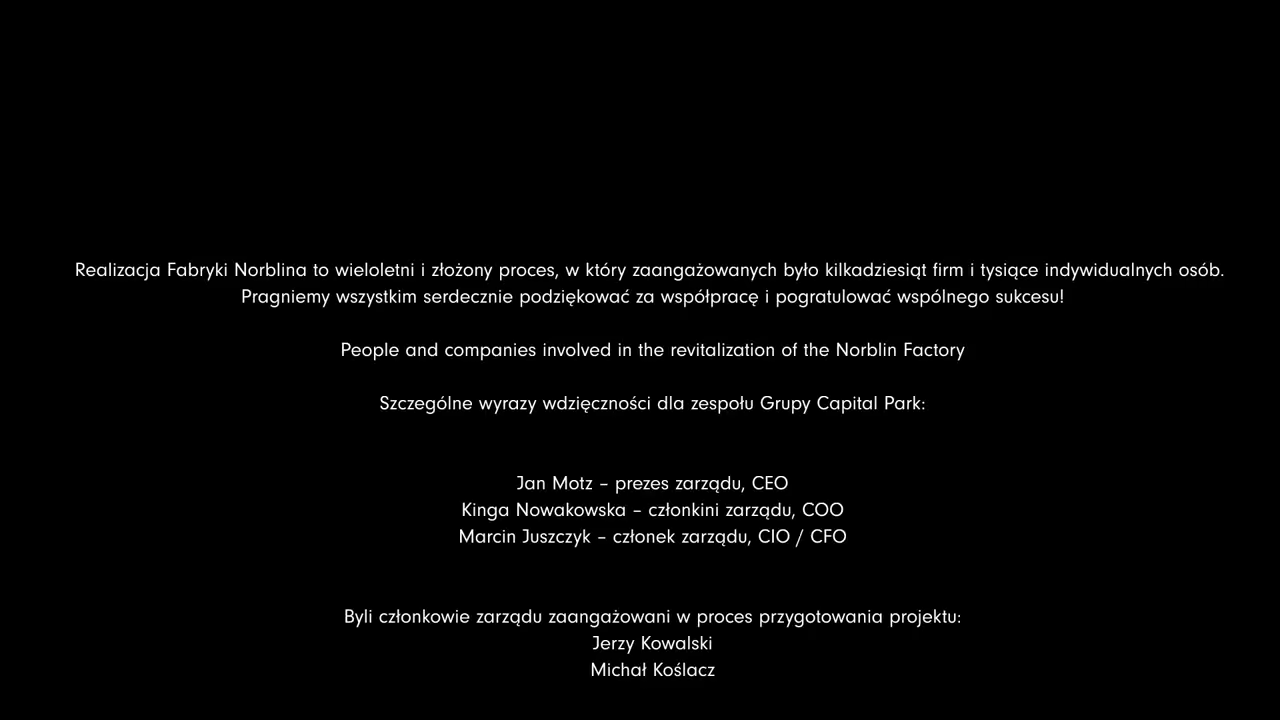 Realizacja Fabryki Norblina to wieloletni i złożony proces, w który zaangażowanych było kilkadziesiąt firm i tysiące indywidualnych osób.
Pragniemy wszystkim serdecznie podziękować za współpracę i pogratulować wspólnego sukcesu!
People and companies involved in the revitalization of the Norblin Factory
Szczególne wyrazy wdzięczności dla zespołu Grupy Capital Park:
Jan Motz – prezes zarządu, CEO
Kinga Nowakowska – członkini zarządu, COO
Marcin Juszczyk – członek zarządu, CIO / CFO
Byli członkowie zarządu zaangażowani w proces przygotowania projektu:
Jerzy Kowalski
Michał Koślacz